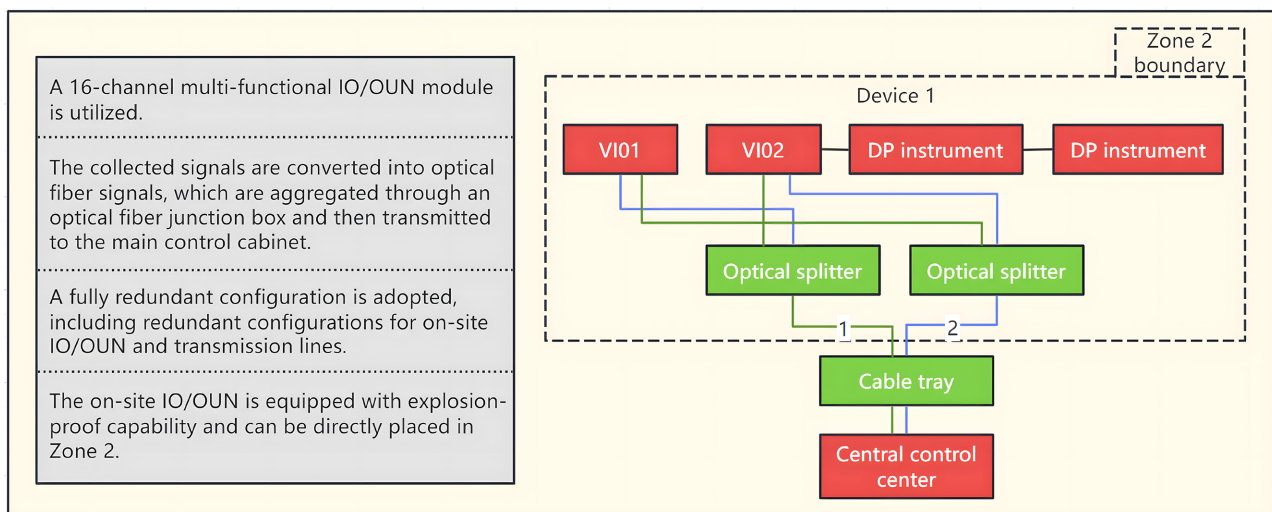 A 16-channel multi-functional IO/OUN module
is utilized.
The collected signals are converted into optical
fiber signals, which are aggregated through an
optical fiber junction box and then transmitted
to the main control cabinet.
A fully redundant configuration is adopted,
including redundant configurations for on-site
IO/OUN and transmission lines.
The on-site IO/OUN is equipped with explosion-
proof capability and can be directly placed in
Zone 2.
Zone 2
boundary
Device 1
VI01
VI02
DP instrument
DP instrument
Optical splitter
Optical splitter
1
2
Cable tray
Central control
center